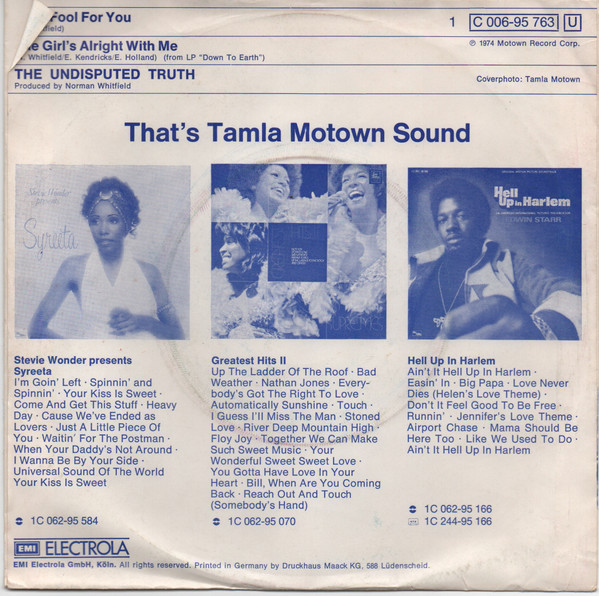 Fool For You
field)
1 C 006-95 763 U
Girl's Alright With Me
Ⓟ 1974 Motown Record Corp.
Whitfield/E. Kendricks/E. Holland) (from LP "Down To Earth")
THE UNDISPUTED TRUTH
Produced by Norman Whitfield
Coverphoto: Tamla Motown
That's Tamla Motown Sound
Stevie Wonder
presents
Syreeta
Hell
Up in Harlem
EDWIN STARR
Stevie Wonder presents
Syreeta
I'm Goin' Left · Spinnin' and
Spinnin' · Your Kiss Is Sweet ·
Come And Get This Stuff · Heavy
Day · Cause We've Ended as
Lovers · Just A Little Piece Of
You · Waitin' For The Postman ·
When Your Daddy's Not Around ·
I Wanna Be By Your Side ·
Universal Sound Of The World
Your Kiss Is Sweet
1C 062-95 584
Greatest Hits II
Up The Ladder Of The Roof · Bad
Weather · Nathan Jones · Every-
body's Got The Right To Love ·
Automatically Sunshine · Touch ·
I Guess I'll Miss The Man · Stoned
Love · River Deep Mountain High ·
Floy Joy · Together We Can Make
Such Sweet Music · Your
Wonderful Sweet Sweet Love ·
You Gotta Have Love In Your
Heart · Bill, When Are You Coming
Back · Reach Out And Touch
(Somebody's Hand)
1C 062-95 070
Hell Up In Harlem
Ain't It Hell Up In Harlem ·
Easin' In · Big Papa · Love Never
Dies (Helen's Love Theme) ·
Don't It Feel Good To Be Free ·
Runnin' · Jennifer's Love Theme ·
Airport Chase · Mama Should Be
Here Too · Like We Used To Do ·
Ain't It Hell Up In Harlem
1C 062-95 166
1C 244-95 166
EMI ELECTROLA
EMI Electrola GmbH, Köln. All rights reserved. Printed in Germany by Druckhaus Maack KG, 588 Lüdenscheid.